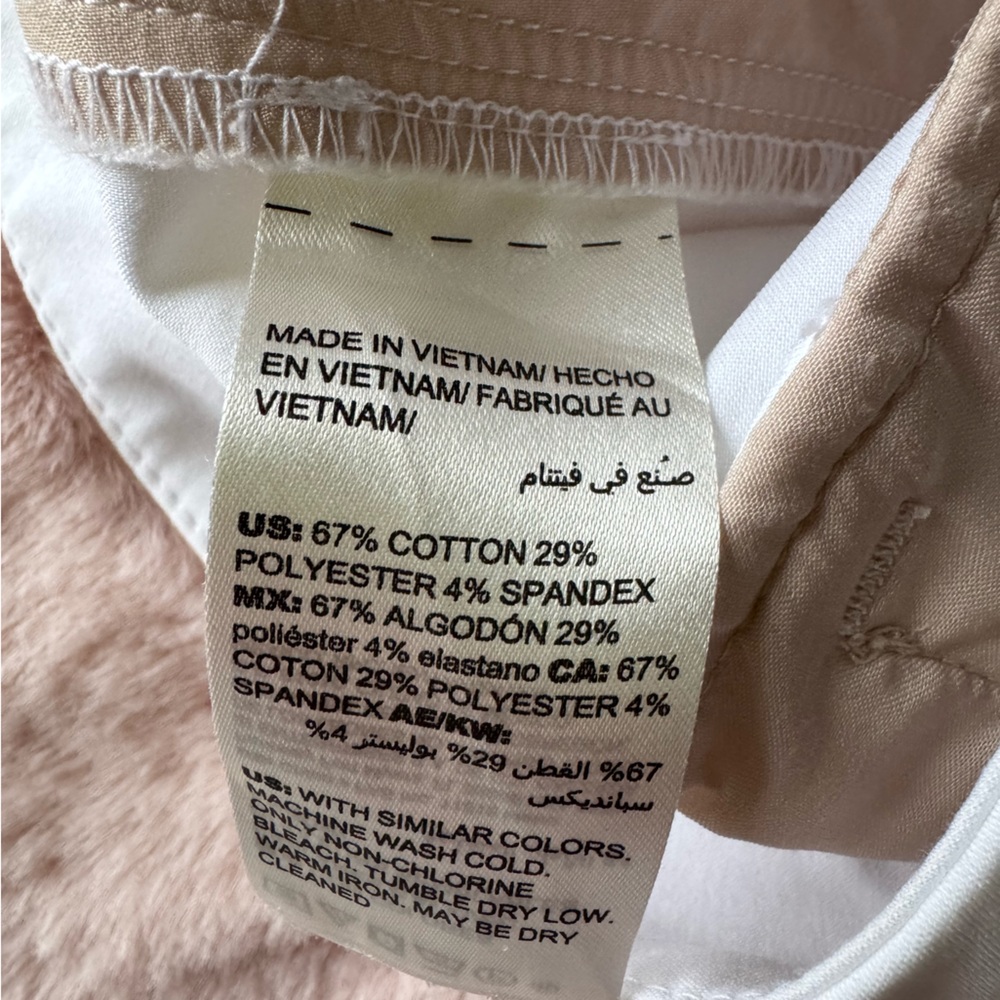 MADE IN VIETNAM/ HECHO
EN VIETNAM/ FABRIQUÉ AU
VIETNAM/
صُنع في فيتنام
US: 67% COTTON 29%
POLYESTER 4% SPANDEX
MX: 67% ALGODÓN 29%
poliéster 4% elastano CA: 67%
COTON 29% POLYESTER 4%
SPANDEX AE/KW:
67% القطن 29% بوليستر 4%
سبانديكس
US: WITH SIMILAR COLORS.
MACHINE WASH COLD.
ONLY NON-CHLORINE
BLEACH. TUMBLE DRY LOW.
WARM IRON. MAY BE DRY
CLEANED